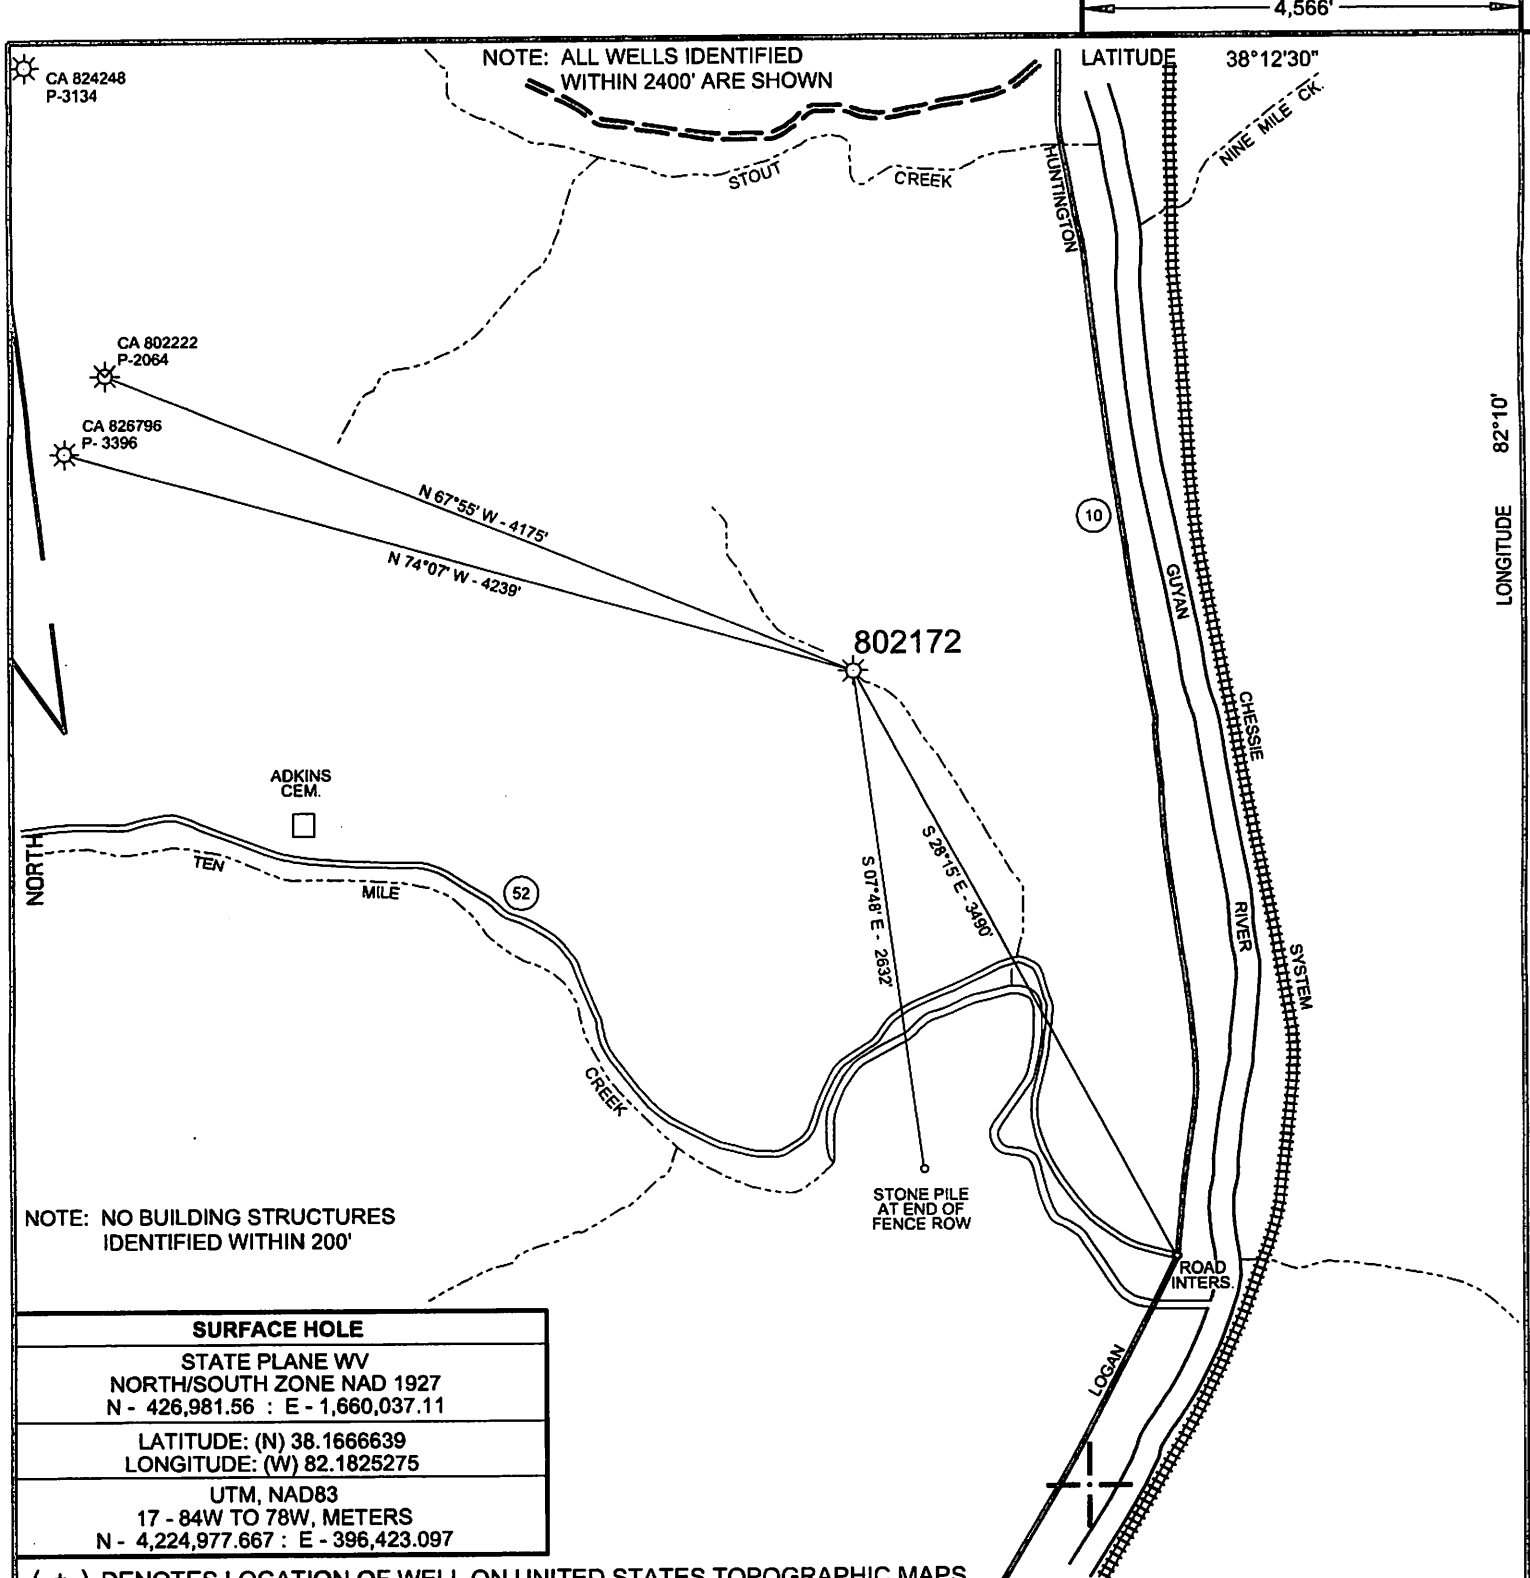 4,566'
NOTE: ALL WELLS IDENTIFIED
WITHIN 2400' ARE SHOWN
LATITUDE 38°12'30"
CA 824248
P-3134
NINE MILE CK.
STOUT CREEK
HUNTINGTON
CA 802222
P-2064
CA 826796
P- 3396
LONGITUDE 82°10'
N 67°55' W - 4175'
N 74°07' W - 4239'
10
GUYAN
802172
CHESSIE
ADKINS
CEM.
NORTH
TEN
MILE
52
S 07°48' E - 2632'
S 28°15' E - 3490'
RIVER
SYSTEM
CREEK
STONE PILE
AT END OF
FENCE ROW
NOTE: NO BUILDING STRUCTURES
IDENTIFIED WITHIN 200'
ROAD
INTERS.
LOGAN
SURFACE HOLE
STATE PLANE WV
NORTH/SOUTH ZONE NAD 1927
N - 426,981.56 : E - 1,660,037.11
LATITUDE: (N) 38.1666639
LONGITUDE: (W) 82.1825275
UTM, NAD83
17 - 84W TO 78W, METERS
N - 4,224,977.667 : E - 396,423.097
( + ) DENOTES LOCATION OF WELL ON UNITED STATES TOPOGRAPHIC MAPS